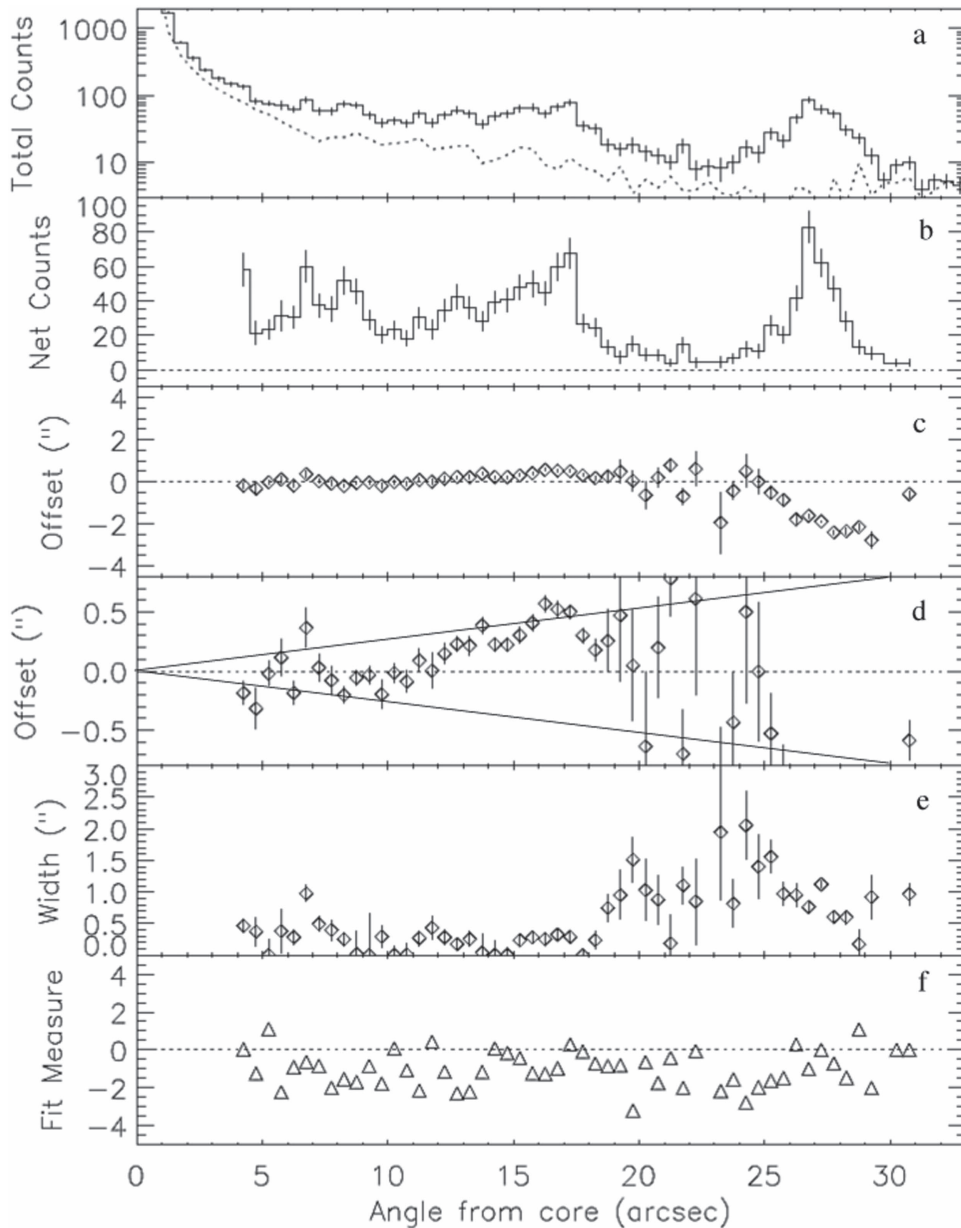 a
Total Counts
1000
100
10
b
Net Counts
100
80
60
40
20
0
c
Offset (")
4
2
0
-2
-4
d
Offset (")
0.5
0.0
-0.5
e
Width (")
3.0
2.5
2.0
1.5
1.0
0.5
0.0
f
Fit Measure
4
2
0
-2
-4
0 5 10 15 20 25 30
Angle from core (arcsec)